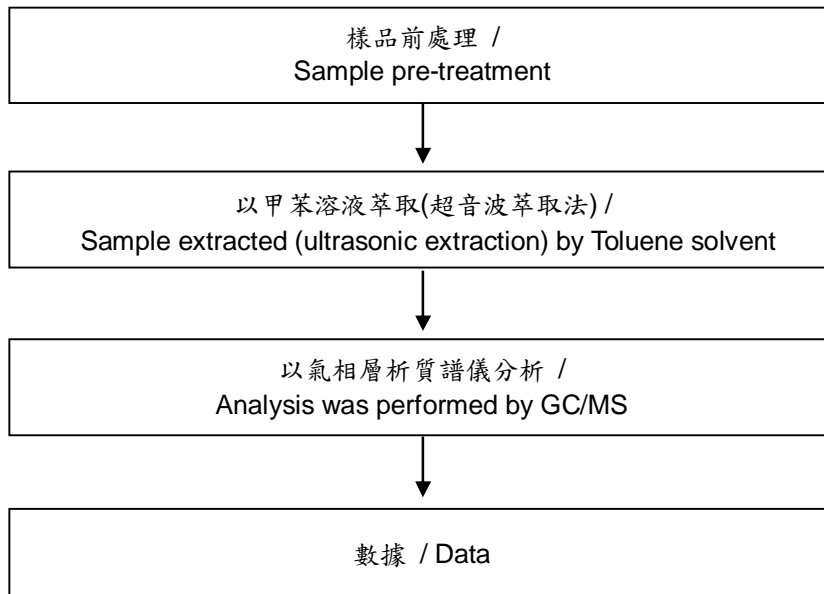 樣品前處理 /
Sample pre-treatment
以甲苯溶液萃取(超音波萃取法) /
Sample extracted (ultrasonic extraction) by Toluene solvent
以氣相層析質譜儀分析 /
Analysis was performed by GC/MS
數據 / Data